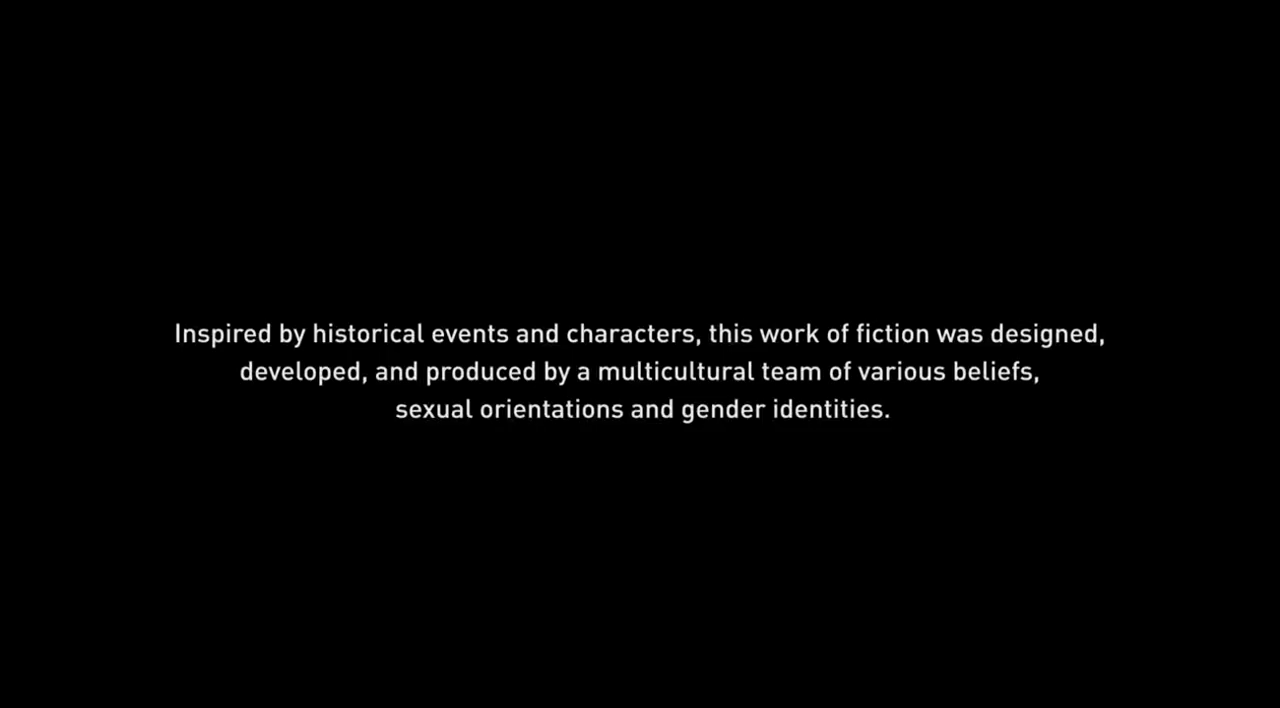 Inspired by historical events and characters, this work of fiction was designed,
developed, and produced by a multicultural team of various beliefs,
sexual orientations and gender identities.